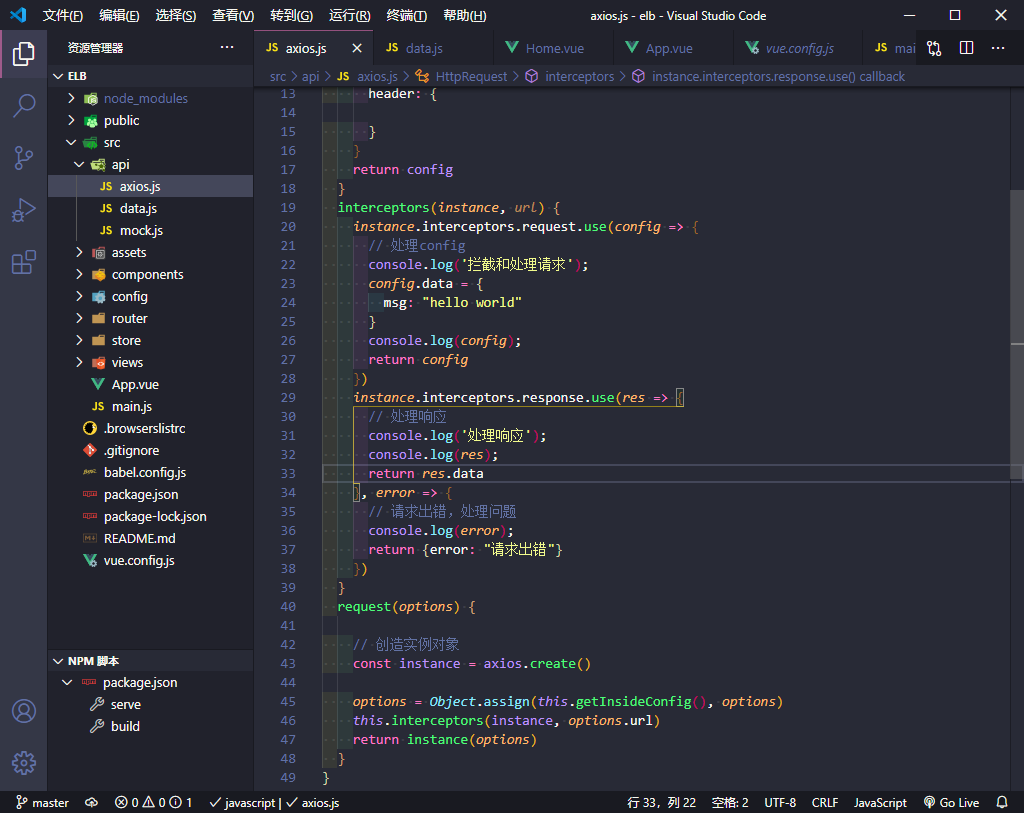 文件(F) 编辑(E) 选择(S) 查看(V) 转到(G) 运行(R) 终端(T) 帮助(H) axios.js - elb - Visual Studio Code
资源管理器 ···
JS axios.js JS data.js Home.vue App.vue vue.config.js JS mai ···
src > api > JS axios.js > HttpRequest > interceptors > instance.interceptors.response.use() callback
ELB
node_modules
public
src
api
JS axios.js
JS data.js
JS mock.js
assets
components
config
router
store
views
App.vue
JS main.js
.browserslistrc
.gitignore
babel.config.js
package.json
package-lock.json
README.md
vue.config.js
NPM 脚本
package.json
serve
build
13 header: {
14
15 }
16 }
17 return config
18 }
19 interceptors(instance, url) {
20 instance.interceptors.request.use(config => {
21 // 处理config
22 console.log('拦截和处理请求');
23 config.data = {
24 msg: "hello world"
25 }
26 console.log(config);
27 return config
28 })
29 instance.interceptors.response.use(res => {
30 // 处理响应
31 console.log('处理响应');
32 console.log(res);
33 return res.data
34 }, error => {
35 // 请求出错，处理问题
36 console.log(error);
37 return {error: "请求出错"}
38 })
39 }
40 request(options) {
41
42 // 创造实例对象
43 const instance = axios.create()
44
45 options = Object.assign(this.getInsideConfig(), options)
46 this.interceptors(instance, options.url)
47 return instance(options)
48 }
49 }
master 0 0 1 javascript | axios.js 行 33，列 22 空格: 2 UTF-8 CRLF JavaScript Go Live